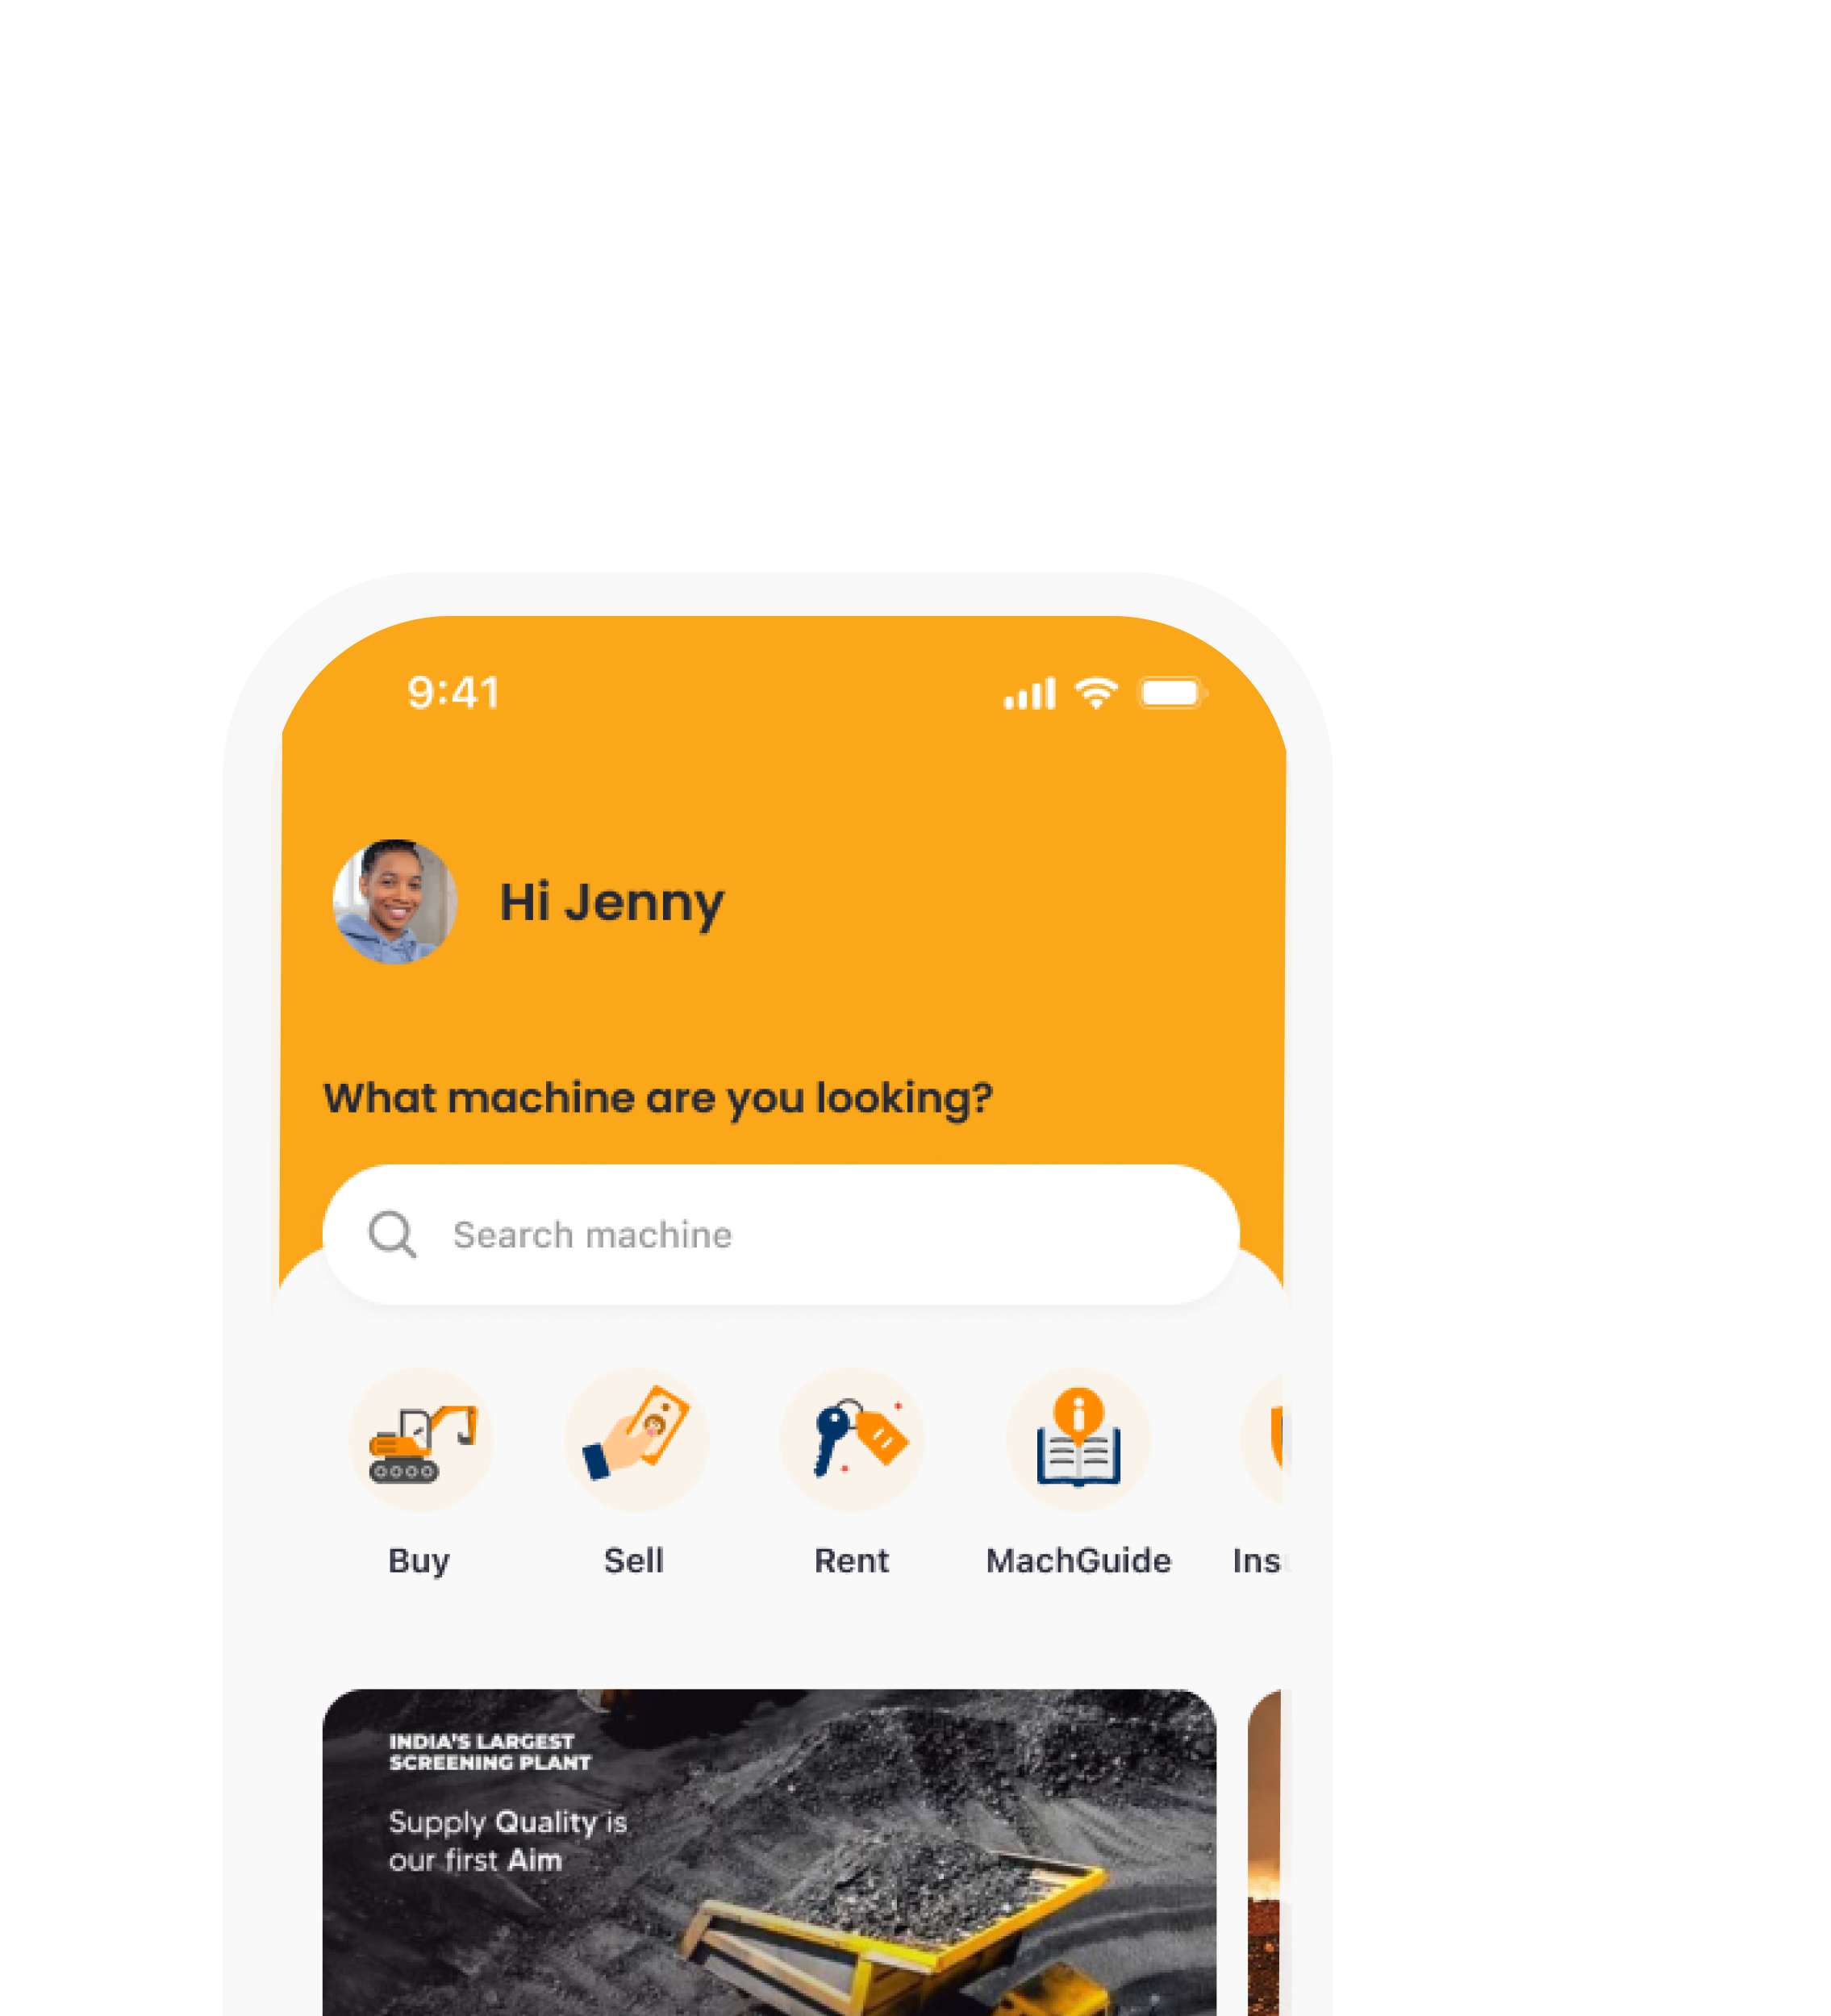 9:41
Hi Jenny
What machine are you looking?
Search machine
Buy
Sell
Rent
MachGuide
INDIA'S LARGEST
SCREENING PLANT
Supply Quality is
our first Aim